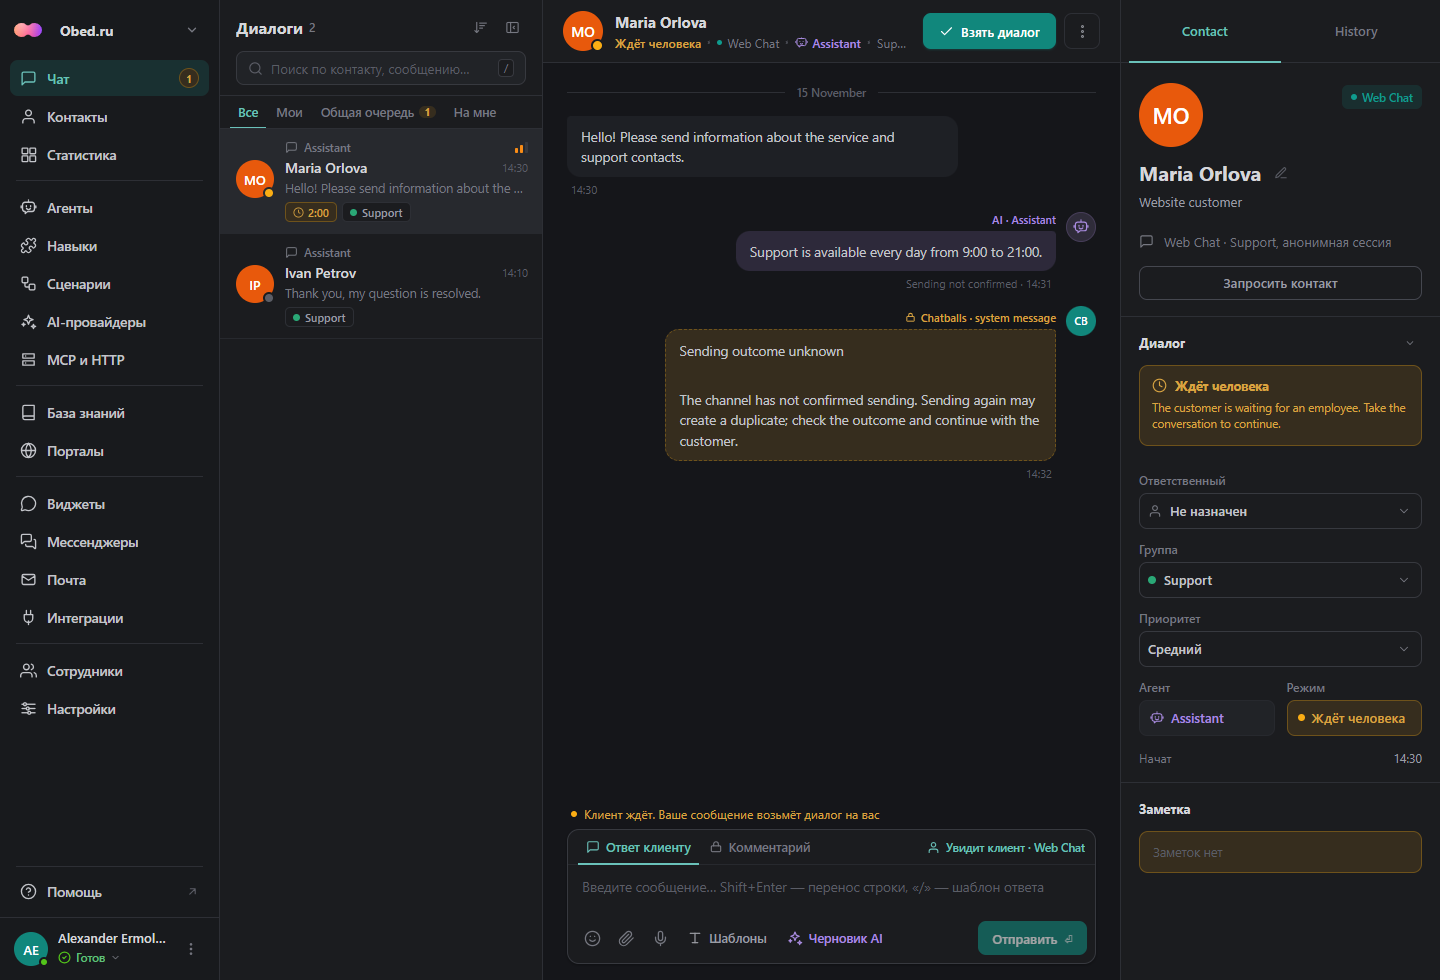 Obed.ru
Чат
1
Контакты
Статистика
Агенты
Навыки
Сценарии
AI-провайдеры
MCP и HTTP
База знаний
Порталы
Виджеты
Мессенджеры
Почта
Интеграции
Сотрудники
Настройки
Помощь
AE
Alexander Ermol...
Готов
Диалоги 2
Поиск по контакту, сообщению... /
Все Мои Общая очередь 1 На мне
Assistant
MO
Maria Orlova 14:30
Hello! Please send information about the ...
2:00 Support
Assistant
IP
Ivan Petrov 14:10
Thank you, my question is resolved.
Support
MO
Maria Orlova
Ждёт человека · Web Chat · Assistant · Sup...
Взять диалог
15 November
Hello! Please send information about the service and
support contacts.
14:30
AI · Assistant
Support is available every day from 9:00 to 21:00.
Sending not confirmed · 14:31
Chatballs · system message
CB
Sending outcome unknown
The channel has not confirmed sending. Sending again may
create a duplicate; check the outcome and continue with the
customer.
14:32
Клиент ждёт. Ваше сообщение возьмёт диалог на вас
Ответ клиенту Комментарий Увидит клиент · Web Chat
Введите сообщение... Shift+Enter — перенос строки, «/» — шаблон ответа
Шаблоны Черновик AI Отправить
Contact History
MO
Web Chat
Maria Orlova
Website customer
Web Chat · Support, анонимная сессия
Запросить контакт
Диалог
Ждёт человека
The customer is waiting for an employee. Take the
conversation to continue.
Ответственный
Не назначен
Группа
Support
Приоритет
Средний
Агент Режим
Assistant Ждёт человека
Начат 14:30
Заметка
Заметок нет